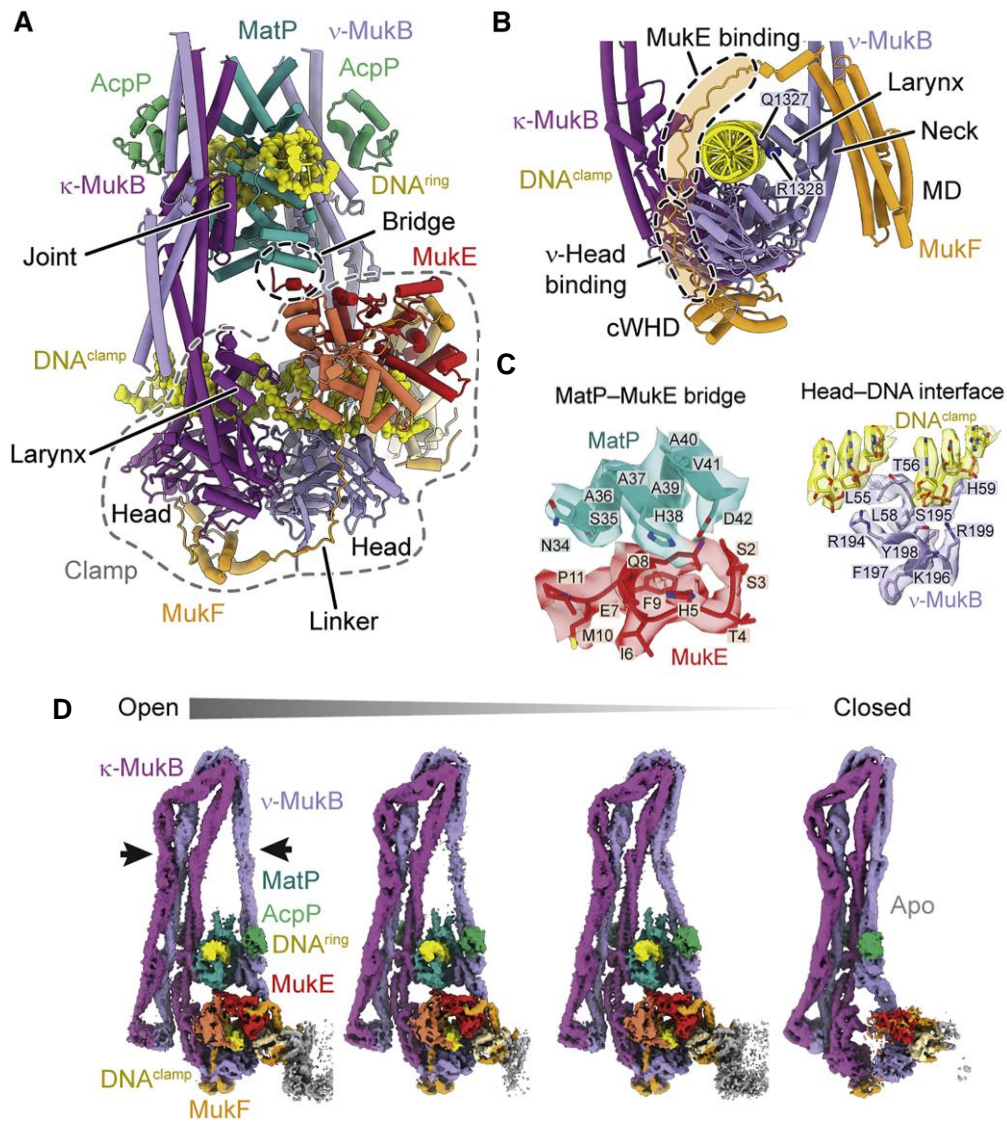 A
MatP
ν-MukB
AcpP
AcpP
κ-MukB
DNAring
Joint
Bridge
MukE
DNAclamp
Larynx
Head
Head
Clamp
MukF
Linker
B
MukE binding
ν-MukB
Q1327
Larynx
κ-MukB
Neck
DNAclamp
R1328
MD
ν-Head
binding
MukF
cWHD
C
MatP–MukE bridge
Head–DNA interface
MatP
A40
V41
A37
A36
A39
S35
H38
N34
D42
Q8
S2
P11
S3
E7
F9
H5
M10
T4
I6
MukE
DNAclamp
T56
H59
L55
L58
S195
R194
R199
Y198
F197
K196
ν-MukB
D
Open
Closed
κ-MukB
ν-MukB
MatP
AcpP
DNAring
MukE
DNAclamp
MukF
Apo